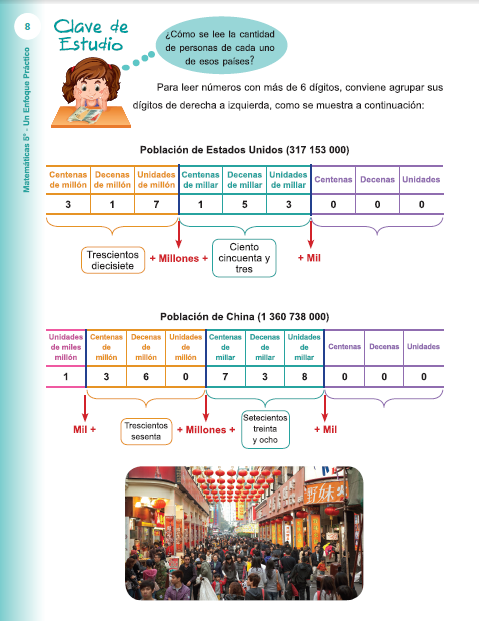 8
Matemáticas 5° - Un Enfoque Práctico
Clave de
Estudio
¿Cómo se lee la cantidad
de personas de cada uno
de esos países?
Para leer números con más de 6 dígitos, conviene agrupar sus
dígitos de derecha a izquierda, como se muestra a continuación:
Población de Estados Unidos (317 153 000)
Centenas de millón Decenas de millón Unidades de millón Centenas de millar Decenas de millar Unidades de millar Centenas Decenas Unidades
3 1 7 1 5 3 0 0 0
Trescientos
diecisiete
+ Millones +
Ciento
cincuenta y
tres
+ Mil
Población de China (1 360 738 000)
Unidades de miles millón Centenas de millón Decenas de millón Unidades de millón Centenas de millar Decenas de millar Unidades de millar Centenas Decenas Unidades
1 3 6 0 7 3 8 0 0 0
Mil +
Trescientos
sesenta
+ Millones +
Setecientos
treinta
y ocho
+ Mil